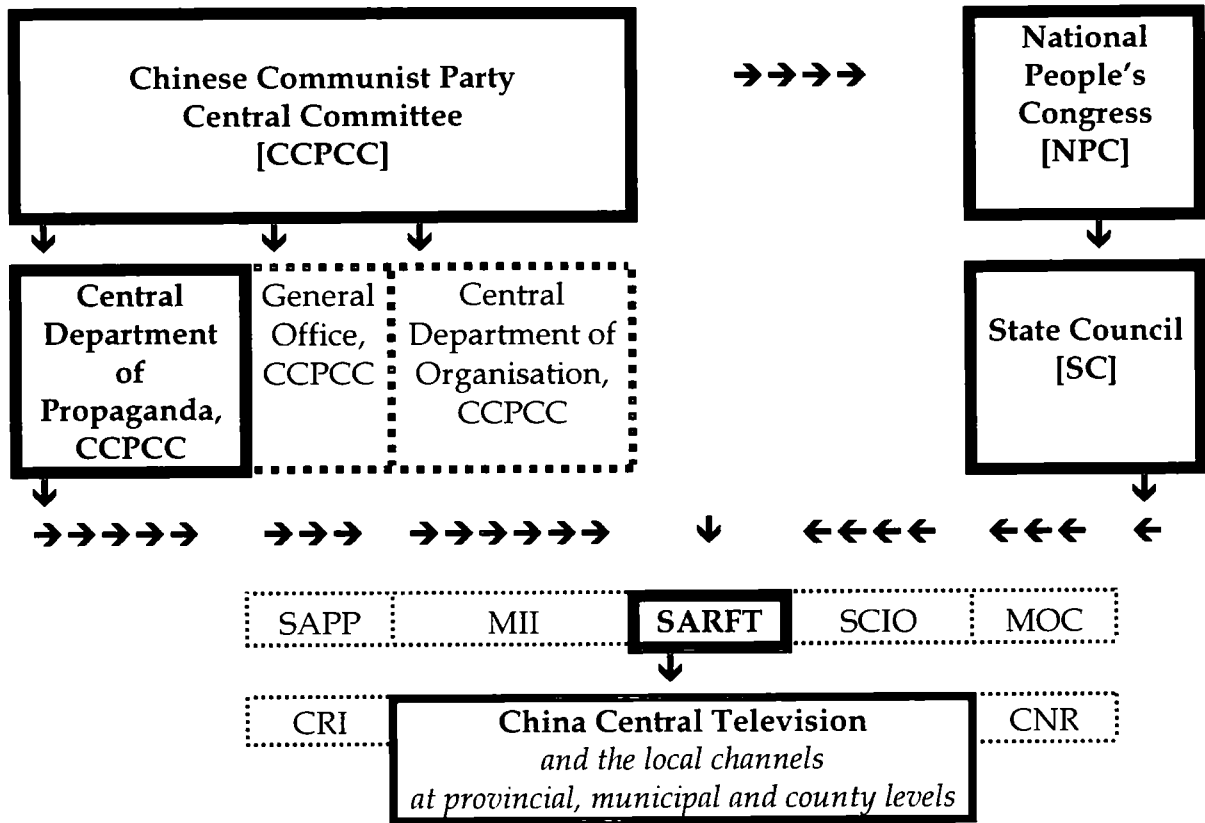 Chinese Communist Party
Central Committee
[CCPCC]
National
People's
Congress
[NPC]
Central
Department
of
Propaganda,
CCPCC
General
Office,
CCPCC
Central
Department of
Organisation,
CCPCC
State Council
[SC]
SAPP
MII
SARFT
SCIO
MOC
CRI
China Central Television
and the local channels
at provincial, municipal and county levels
CNR